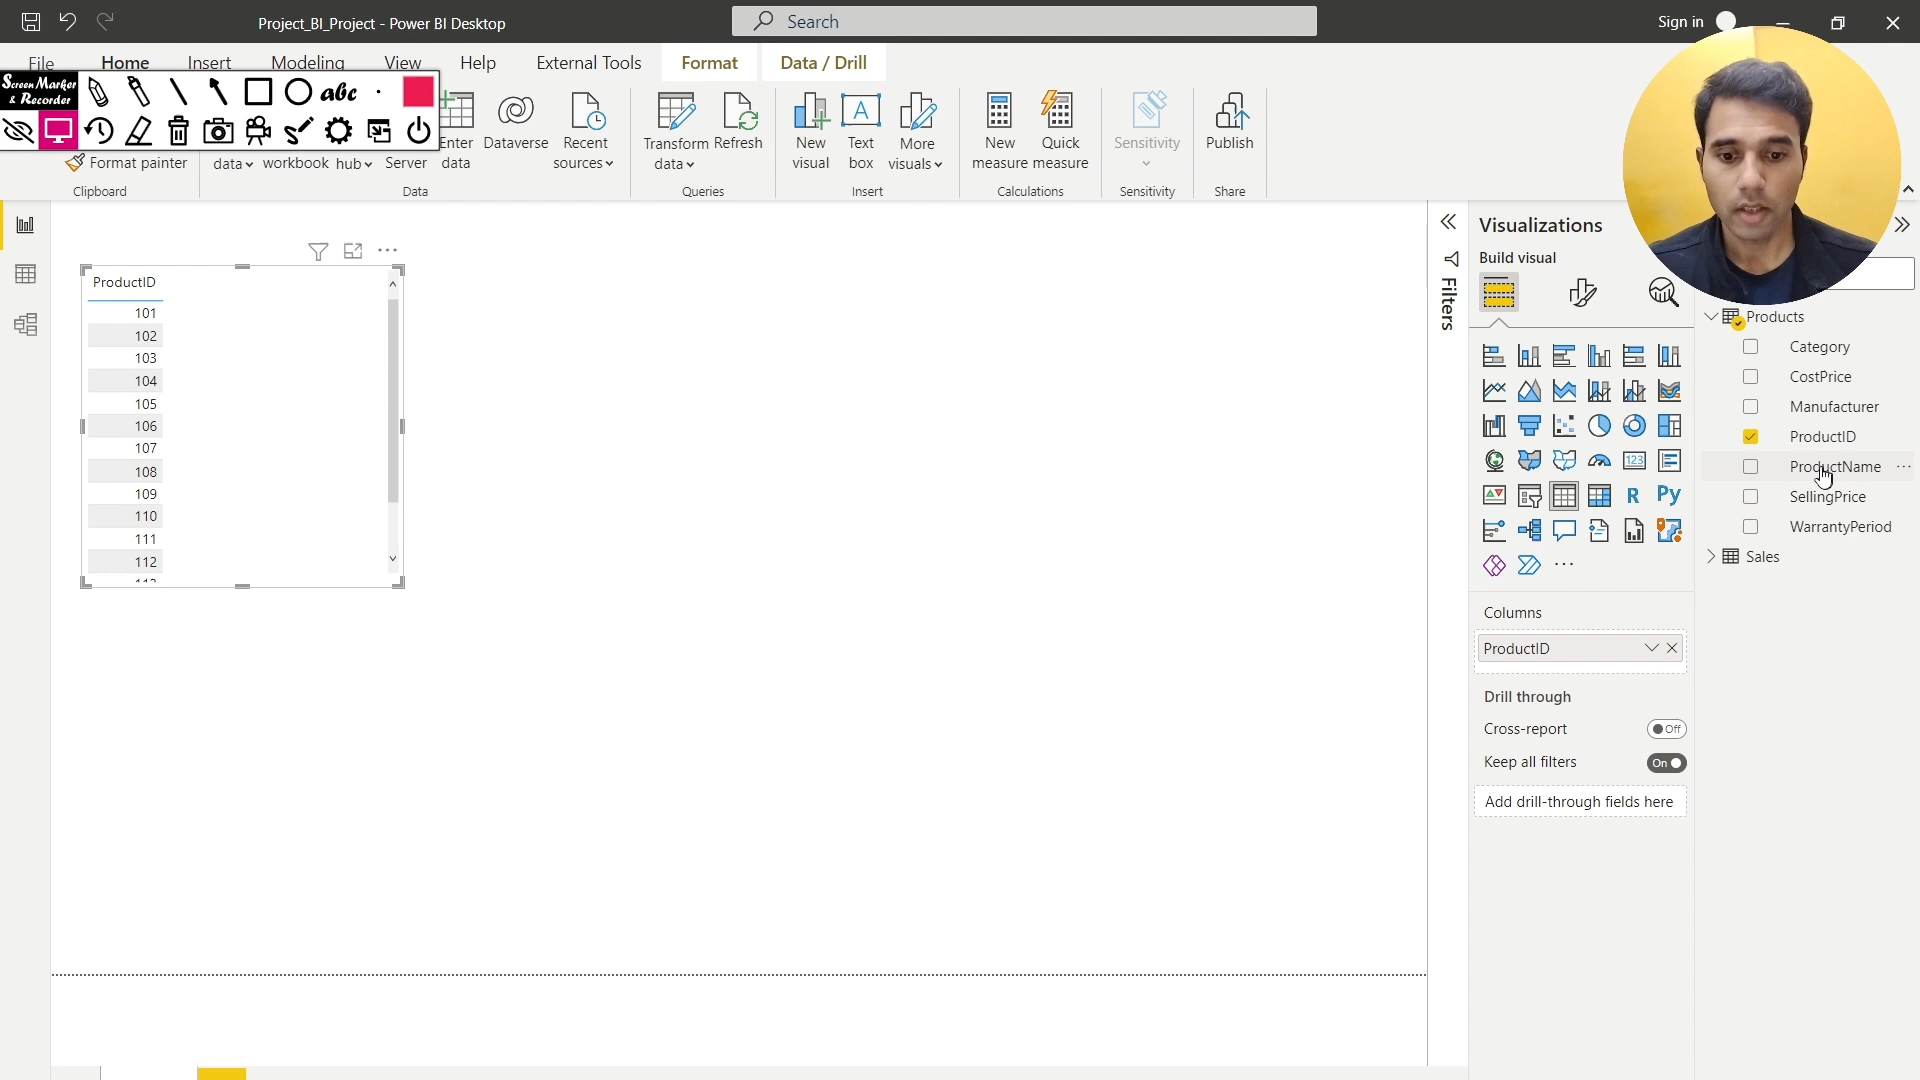 Project_BI_Project - Power BI Desktop
Search
Sign in
File
Home
Insert
Modeling
View
Help
External Tools
Format
Data / Drill
Screen Marker
& Recorder
abc
Format painter
Clipboard
data
workbook
hub
Server
Enter
data
Dataverse
Recent
sources
Data
Transform
data
Refresh
Queries
New
visual
A
Text
box
More
visuals
Insert
New
measure
Quick
measure
Calculations
Sensitivity
Sensitivity
Publish
Share
ProductID
101
102
103
104
105
106
107
108
109
110
111
112
Filters
Visualizations
Build visual
123
R
Py
Columns
ProductID
Drill through
Cross-report
Off
Keep all filters
On
Add drill-through fields here
Products
Category
CostPrice
Manufacturer
ProductID
ProductName
SellingPrice
WarrantyPeriod
Sales